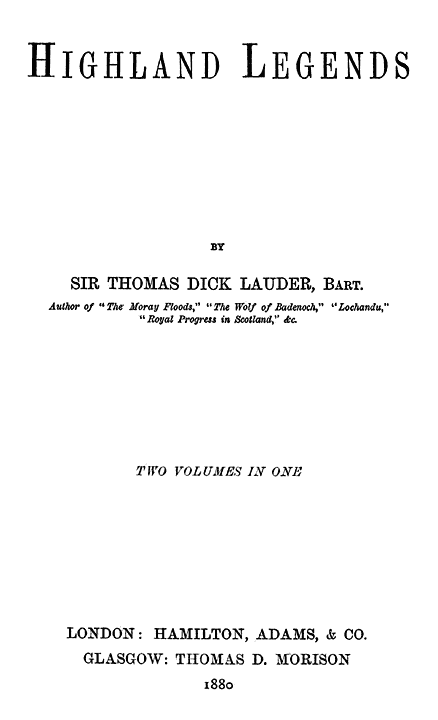 HIGHLAND LEGENDS
BY
SIR THOMAS DICK LAUDER, BART.
Author of "The Moray Floods," "The Wolf of Badenoch," "Lochandu,"
"Royal Progress in Scotland," &c.
TWO VOLUMES IN ONE
LONDON: HAMILTON, ADAMS, & CO.
GLASGOW: THOMAS D. MORISON
1880